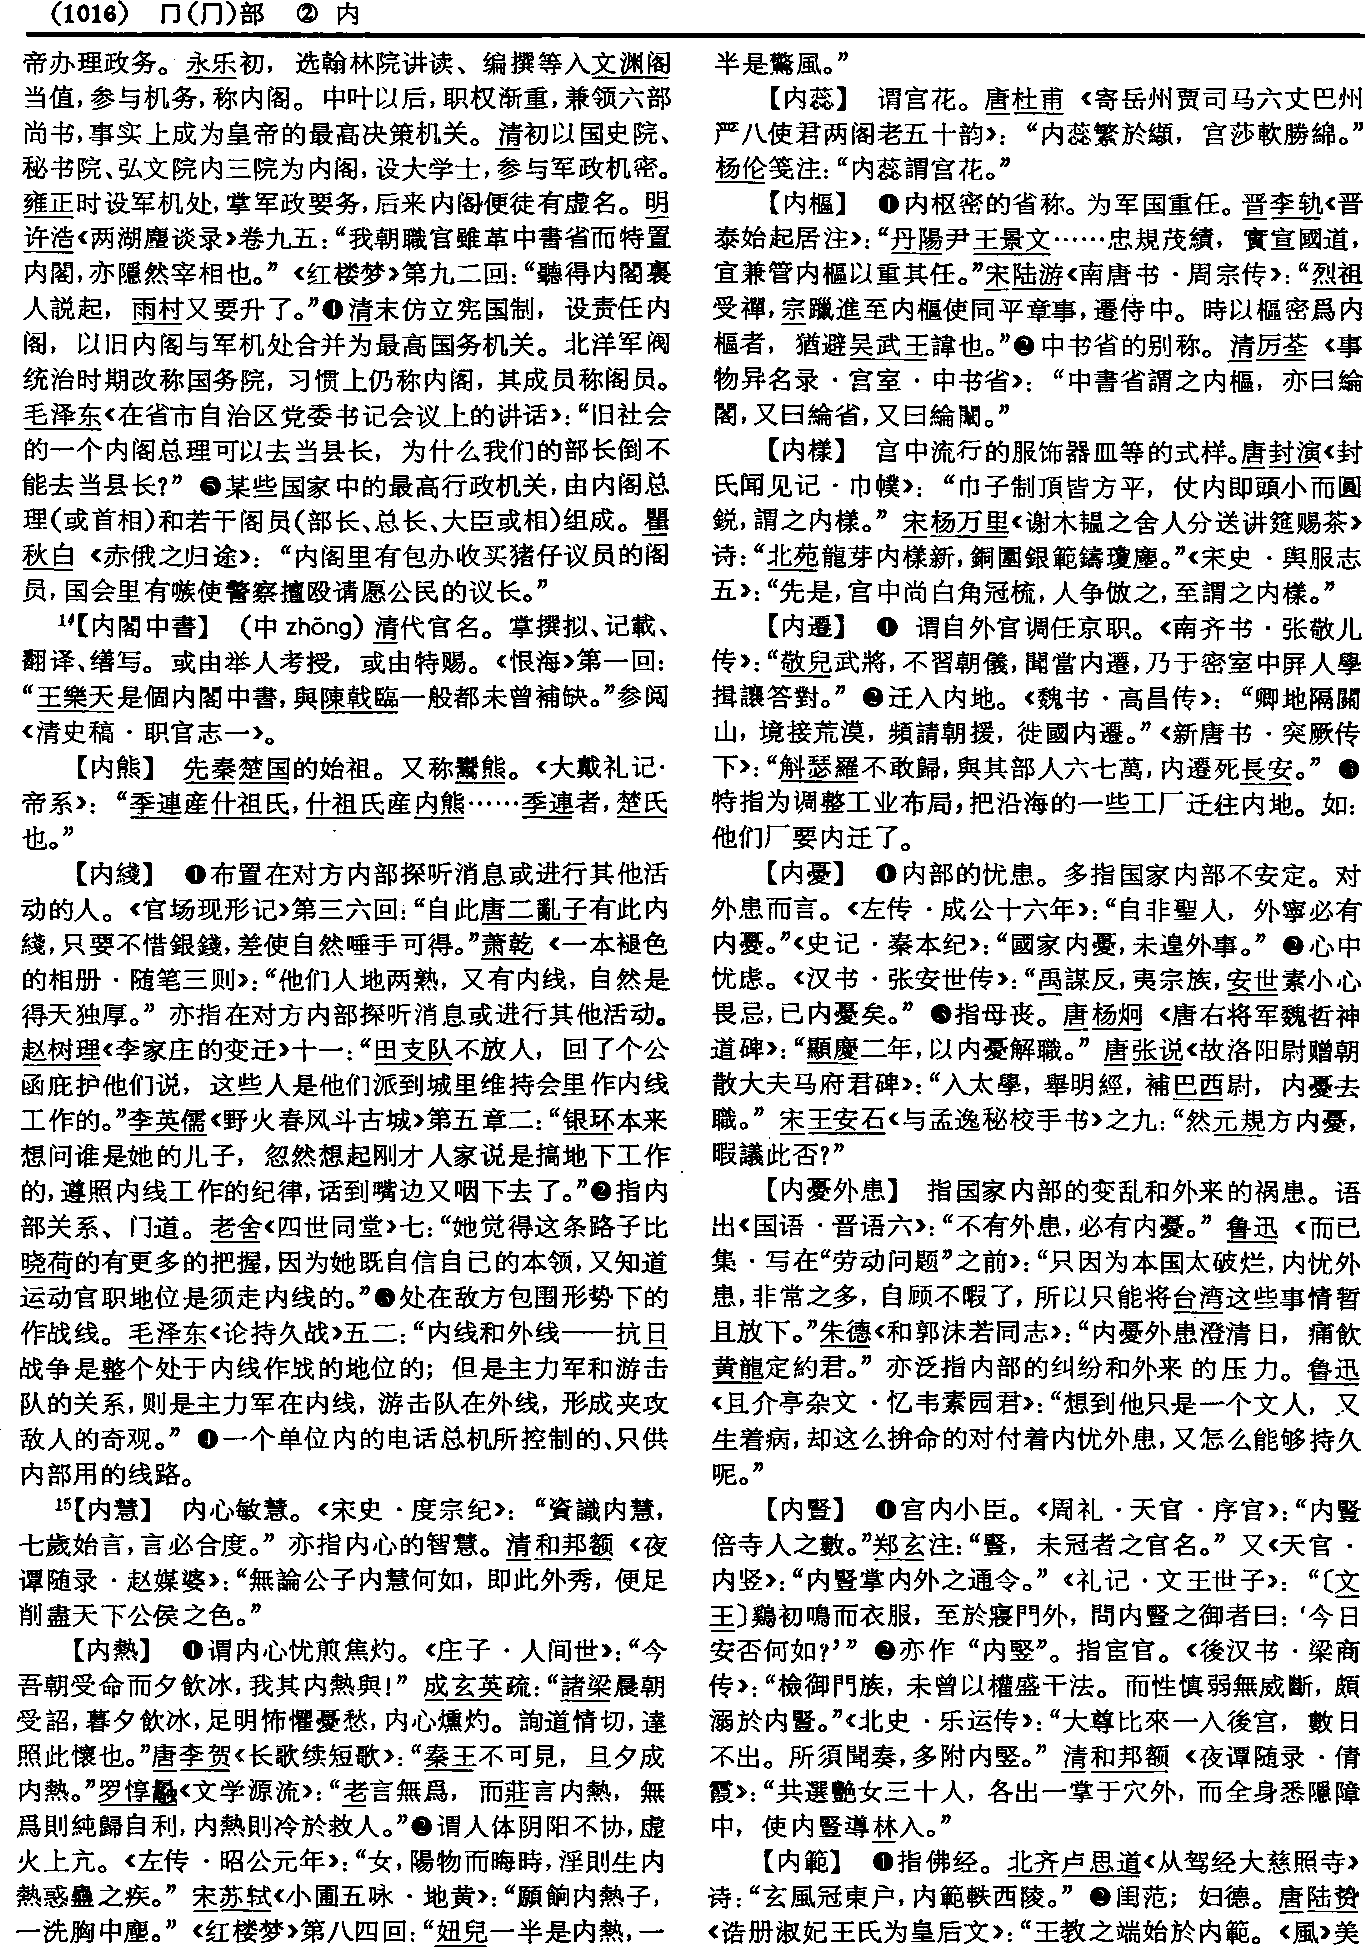 (1016) 冂(⺆)部 ② 内
帝办理政务。永乐初，选翰林院讲读、编撰等入文渊阁
当值，参与机务，称内阁。中叶以后，职权渐重，兼领六部
尚书，事实上成为皇帝的最高决策机关。清初以国史院、
秘书院、弘文院内三院为内阁，设大学士，参与军政机密。
雍正时设军机处，掌军政要务，后来内阁便徒有虚名。明
许浩《两湖麈谈录》卷九五：“我朝職官雖革中書省而特置
内閣，亦隱然宰相也。”《红楼梦》第九二回：“聽得内閣裏
人説起，雨村又要升了。”❹清末仿立宪国制，设责任内
阁，以旧内阁与军机处合并为最高国务机关。北洋军阀
统治时期改称国务院，习惯上仍称内阁，其成员称阁员。
毛泽东《在省市自治区党委书记会议上的讲话》：“旧社会
的一个内阁总理可以去当县长，为什么我们的部长倒不
能去当县长？”❺某些国家中的最高行政机关，由内阁总
理(或首相)和若干阁员(部长、总长、大臣或相)组成。瞿
秋白《赤俄之归途》：“内阁里有包办收买猪仔议员的阁
员，国会里有嗾使警察擅殴请愿公民的议长。”
14【内閣中書】 (中 zhōng) 清代官名。掌撰拟、记载、
翻译、缮写。或由举人考授，或由特赐。《恨海》第一回：
“王樂天是個内閣中書，與陳戟臨一般都未曾補缺。”参阅
《清史稿·职官志一》。
【内熊】 先秦楚国的始祖。又称鬻熊。《大戴礼记·
帝系》：“季連産什祖氏，什祖氏産内熊……季連者，楚氏
也。”
【内綫】 ❶布置在对方内部探听消息或进行其他活
动的人。《官场现形记》第三六回：“自此唐二亂子有此内
綫，只要不惜銀錢，差使自然唾手可得。”萧乾《一本褪色
的相册·随笔三则》：“他们人地两熟，又有内线，自然是
得天独厚。”亦指在对方内部探听消息或进行其他活动。
赵树理《李家庄的变迁》十一：“田支队不放人，回了个公
函庇护他们说，这些人是他们派到城里维持会里作内线
工作的。”李英儒《野火春风斗古城》第五章二：“银环本来
想问谁是她的儿子，忽然想起刚才人家说是搞地下工作
的，遵照内线工作的纪律，话到嘴边又咽下去了。”❷指内
部关系、门道。老舍《四世同堂》七：“她觉得这条路子比
晓荷的有更多的把握，因为她既自信自己的本领，又知道
运动官职地位是须走内线的。”❸处在敌方包围形势下的
作战线。毛泽东《论持久战》五二：“内线和外线——抗日
战争是整个处于内线作战的地位的；但是主力军和游击
队的关系，则是主力军在内线，游击队在外线，形成夹攻
敌人的奇观。”❹一个单位内的电话总机所控制的、只供
内部用的线路。
15【内慧】 内心敏慧。《宋史·度宗纪》：“資識内慧，
七歲始言，言必合度。”亦指内心的智慧。清和邦额《夜
谭随录·赵媒婆》：“無論公子内慧何如，即此外秀，便足
削盡天下公侯之色。”
【内熱】 ❶谓内心忧煎焦灼。《庄子·人间世》：“今
吾朝受命而夕飲冰，我其内熱與！”成玄英疏：“諸梁晨朝
受詔，暮夕飲冰，足明怖懼憂愁，内心燻灼。詢道情切，達
照此懷也。”唐李贺《长歌续短歌》：“秦王不可見，旦夕成
内熱。”罗惇曧《文学源流》：“老言無爲，而莊言内熱，無
爲則純歸自利，内熱則冷於救人。”❷谓人体阴阳不协，虚
火上亢。《左传·昭公元年》：“女，陽物而晦時，淫則生内
熱惑蠱之疾。”宋苏轼《小圃五咏·地黄》：“願餉内熱子，
一洗胸中塵。”《红楼梦》第八四回：“妞兒一半是内熱，一
半是驚風。”
【内蕊】 谓宫花。唐杜甫《寄岳州贾司马六丈巴州
严八使君两阁老五十韵》：“内蕊繁於纈，宫莎軟勝綿。”
杨伦笺注：“内蕊謂宫花。”
【内樞】 ❶内枢密的省称。为军国重任。晋李轨《晋
泰始起居注》：“丹陽尹王景文……忠規茂績，實宣國道，
宜兼管内樞以重其任。”宋陆游《南唐书·周宗传》：“烈祖
受禪，宗躐進至内樞使同平章事，遷侍中。時以樞密爲内
樞者，猶避吴武王諱也。”❷中书省的别称。清厉荃《事
物异名录·宫室·中书省》：“中書省謂之内樞，亦曰綸
閣，又曰綸省，又曰綸闈。”
【内樣】 宫中流行的服饰器皿等的式样。唐封演《封
氏闻见记·巾幞》：“巾子制頂皆方平，仗内即頭小而圓
鋭，謂之内樣。”宋杨万里《谢木韫之舍人分送讲筵赐茶》
诗：“北苑龍芽内樣新，銅圍銀範鑄瓊塵。”《宋史·舆服志
五》：“先是，宫中尚白角冠梳，人争倣之，至謂之内樣。”
【内遷】 ❶谓自外官调任京职。《南齐书·张敬儿
传》：“敬兒武將，不習朝儀，聞當内遷，乃于密室中屏人學
揖讓答對。”❷迁入内地。《魏书·高昌传》：“卿地隔關
山，境接荒漠，頻請朝援，徙國内遷。”《新唐书·突厥传
下》：“斛瑟羅不敢歸，與其部人六七萬，内遷死長安。”❸
特指为调整工业布局，把沿海的一些工厂迁往内地。如：
他们厂要内迁了。
【内憂】 ❶内部的忧患。多指国家内部不安定。对
外患而言。《左传·成公十六年》：“自非聖人，外寧必有
内憂。”《史记·秦本纪》：“國家内憂，未遑外事。”❷心中
忧虑。《汉书·张安世传》：“禹謀反，夷宗族，安世素小心
畏忌，已内憂矣。”❸指母丧。唐杨炯《唐右将军魏哲神
道碑》：“顯慶二年，以内憂解職。”唐张说《故洛阳尉赠朝
散大夫马府君碑》：“入太學，舉明經，補巴西尉，内憂去
職。”宋王安石《与孟逸秘校手书》之九：“然元規方内憂，
暇議此否？”
【内憂外患】 指国家内部的变乱和外来的祸患。语
出《国语·晋语六》：“不有外患，必有内憂。”鲁迅《而已
集·写在“劳动问题”之前》：“只因为本国太破烂，内忧外
患，非常之多，自顾不暇了，所以只能将台湾这些事情暂
且放下。”朱德《和郭沫若同志》：“内憂外患澄清日，痛飲
黄龍定約君。”亦泛指内部的纠纷和外来的压力。鲁迅
《且介亭杂文·忆韦素园君》：“想到他只是一个文人，又
生着病，却这么拚命的对付着内忧外患，又怎么能够持久
呢。”
【内豎】 ❶宫内小臣。《周礼·天官·序官》：“内豎
倍寺人之數。”郑玄注：“豎，未冠者之官名。”又《天官·
内竖》：“内豎掌内外之通令。”《礼记·文王世子》：“〔文
王〕鷄初鳴而衣服，至於寢門外，問内豎之御者曰：‘今日
安否何如？’”❷亦作“内竪”。指宦官。《後汉书·梁商
传》：“檢御門族，未曾以權盛干法。而性慎弱無威斷，頗
溺於内豎。”《北史·乐运传》：“大尊比來一入後宫，數日
不出。所須聞奏，多附内竪。”清和邦额《夜谭随录·倩
霞》：“共選艷女三十人，各出一掌于穴外，而全身悉隱障
中，使内豎導林入。”
【内範】 ❶指佛经。北齐卢思道《从驾经大慈照寺》
诗：“玄風冠東户，内範軼西陵。”❷闺范；妇德。唐陆贽
《诰册淑妃王氏为皇后文》：“王教之端始於内範。《風》美